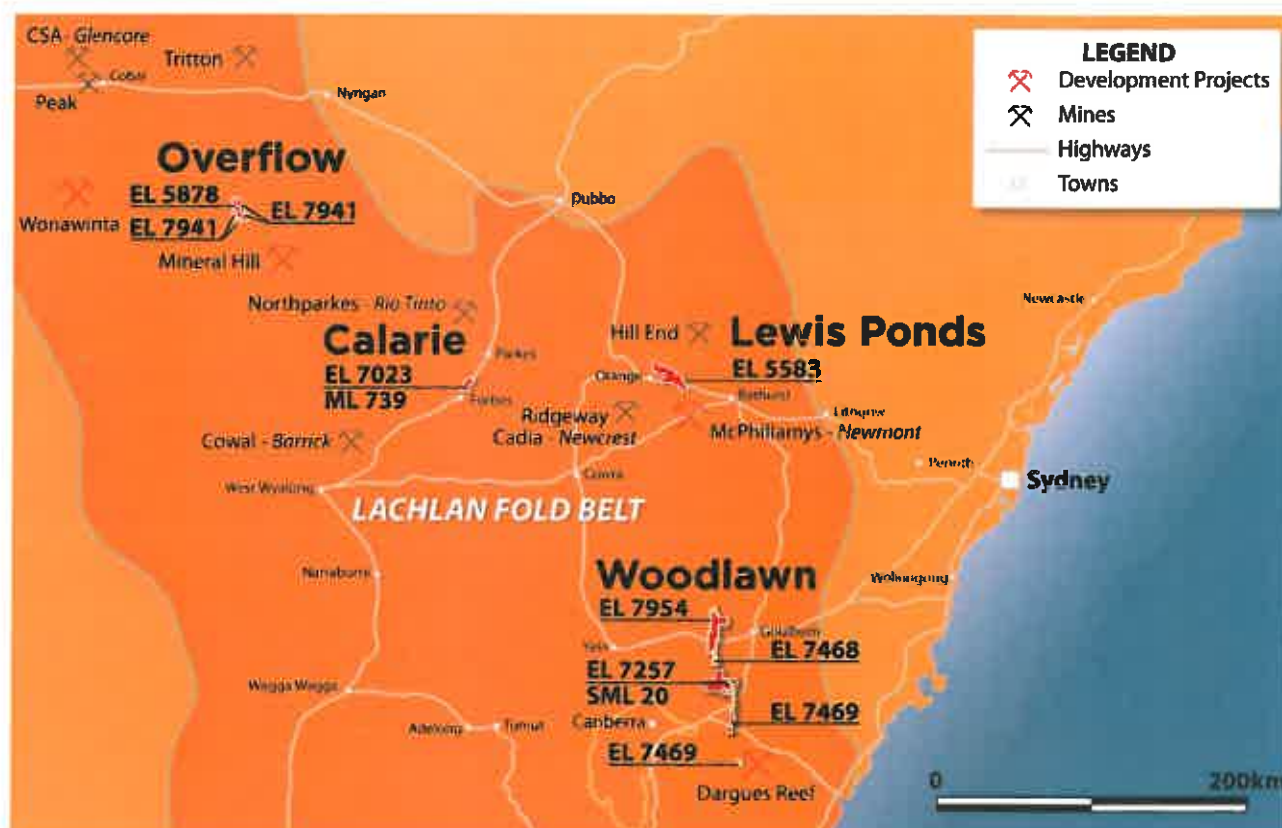 CSA - Glencore
Tritton
Cobar
Peak
Nyngan
LEGEND
Development Projects
Mines
Highways
Towns
Overflow
EL 5878
EL 7941
Wonawinta
EL 7941
Mineral Hill
Dubbo
Northparkes - Rio Tinto
Newcastle
Calarie
EL 7023
ML 739
Parkes
Forbes
Hill End
Lewis Ponds
EL 5583
Orange
Bathurst
Lithgow
Ridgeway
Cadia - Newcrest
McPhillamys - Newmont
Cowal - Barrick
Penrith
Cowra
West Wyalong
Sydney
LACHLAN FOLD BELT
Narraburra
Woodlawn
EL 7954
Wollongong
Goulburn
Yass
EL 7468
EL 7257
SML 20
Wagga Wagga
EL 7469
Adelong
Tumut
Canberra
EL 7469
Dargues Reef
0
200km